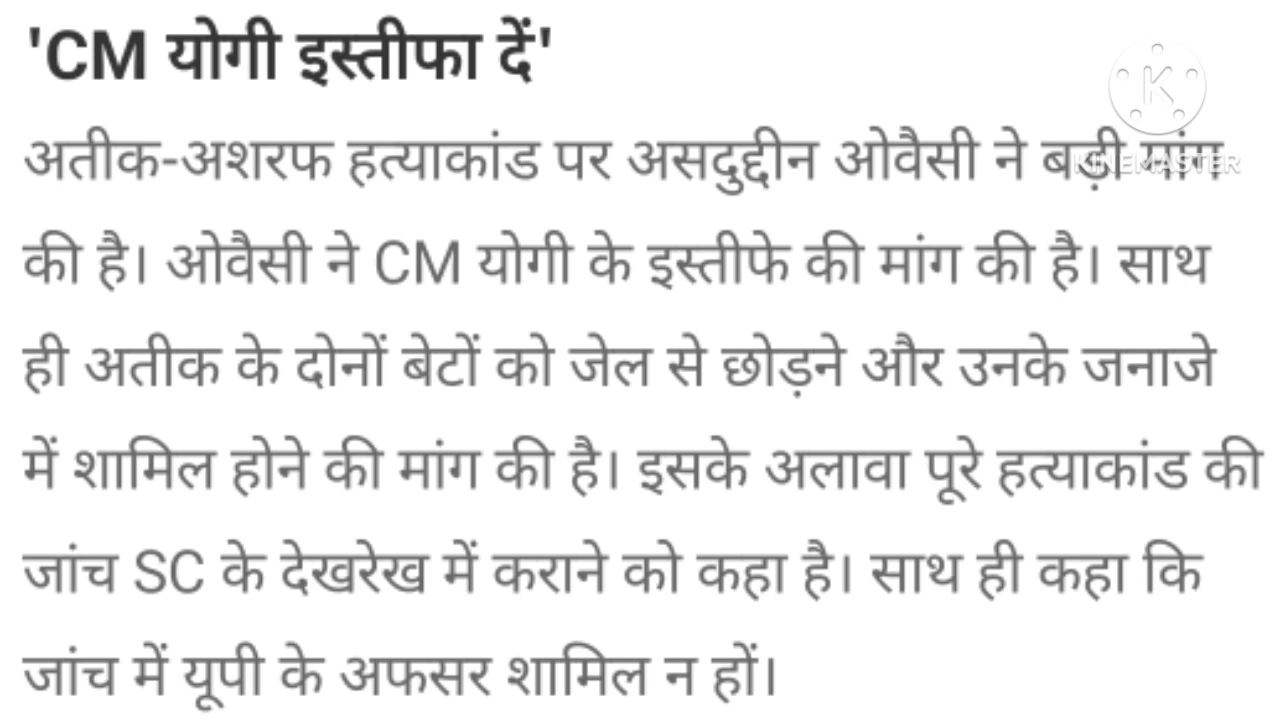 'CM योगी इस्तीफा दें'
अतीक-अशरफ हत्याकांड पर असदुद्दीन ओवैसी ने बड़ी मांग
की है। ओवैसी ने CM योगी के इस्तीफे की मांग की है। साथ
ही अतीक के दोनों बेटों को जेल से छोड़ने और उनके जनाजे
में शामिल होने की मांग की है। इसके अलावा पूरे हत्याकांड की
जांच SC के देखरेख में कराने को कहा है। साथ ही कहा कि
जांच में यूपी के अफसर शामिल न हों।
K
KINEMASTER